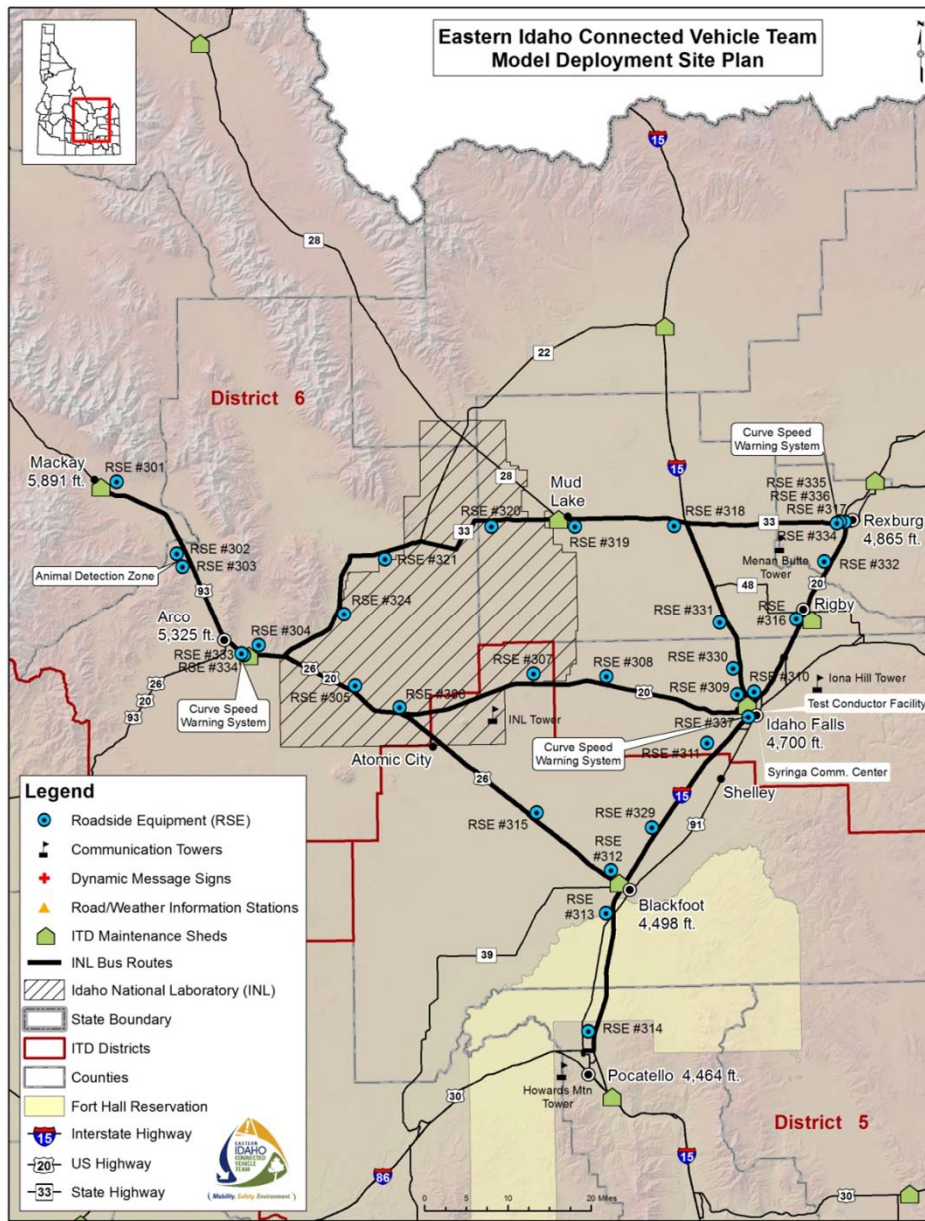 Eastern Idaho Connected Vehicle Team
Model Deployment Site Plan
15
28
22
District 6
28
15
Curve Speed
Warning System
Mackay
5,891 ft.
RSE #301
Mud
Lake
RSE #335
RSE #336
RSE #317
Rexburg
4,865 ft.
RSE #320
33
RSE #319
RSE #318
33
RSE #334
RSE #302
RSE #303
Animal Detection Zone
RSE #321
Menan Butte
Tower
RSE #332
93
48
20
RSE #324
RSE
#316
Rigby
Arco
5,325 ft.
RSE #304
RSE #331
RSE #333
RSE #334
26
20
RSE #307
RSE #308
RSE #330
RSE #310
Iona Hill Tower
26
93
RSE #305
RSE #306
20
RSE #309
Test Conductor Facility
Curve Speed
Warning System
INL Tower
RSE #337
Idaho Falls
4,700 ft.
Curve Speed
Warning System
RSE #311
Atomic City
Syringa Comm. Center
26
15
Shelley
91
RSE #315
RSE #329
RSE
#312
Blackfoot
4,498 ft.
RSE
#313
39
RSE #314
Pocatello 4,464 ft.
Howards Mtn
Tower
30
District 5
86
15
30
Legend
Roadside Equipment (RSE)
Communication Towers
Dynamic Message Signs
Road/Weather Information Stations
ITD Maintenance Sheds
INL Bus Routes
Idaho National Laboratory (INL)
State Boundary
ITD Districts
Counties
Fort Hall Reservation
15 Interstate Highway
20 US Highway
33 State Highway
EASTERN
IDAHO
CONNECTED
VEHICLE
TEAM
Mobility. Safety. Environment.
0 5 10 20 Miles